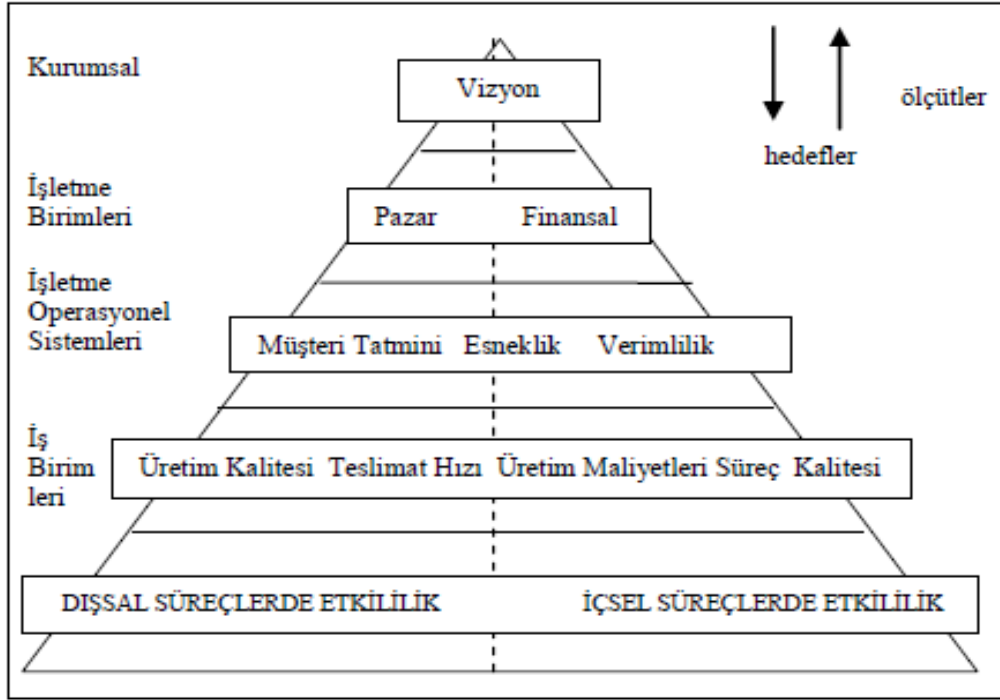 Kurumsal
Vizyon
ölçütler
hedefler
İşletme
Birimleri
Pazar Finansal
İşletme
Operasyonel
Sistemleri
Müşteri Tatmini Esneklik Verimlilik
İş
Birim
leri
Üretim Kalitesi Teslimat Hızı Üretim Maliyetleri Süreç Kalitesi
DIŞSAL SÜREÇLERDE ETKİLİLİK İÇSEL SÜREÇLERDE ETKİLİLİK